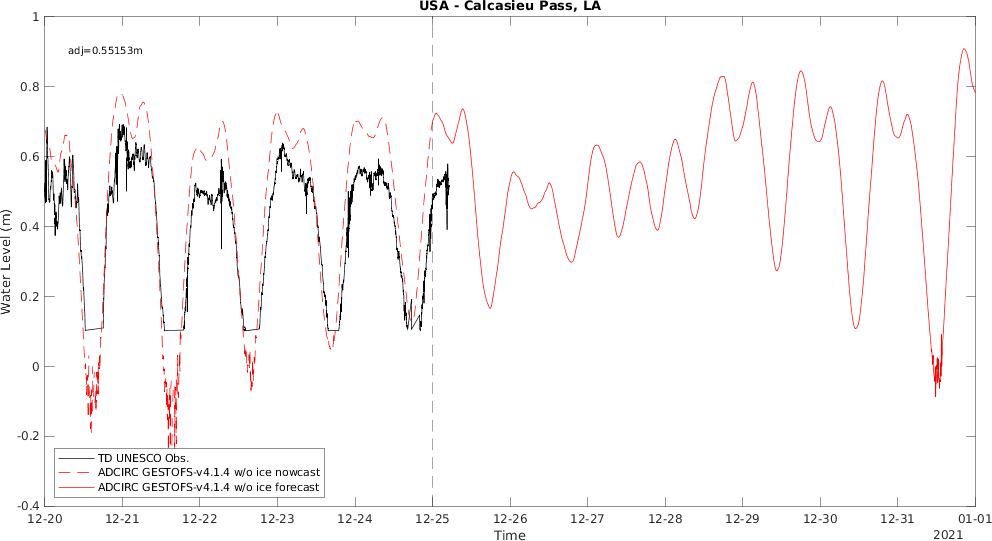 USA - Calcasieu Pass, LA
1
adj=0.55153m
0.8
0.6
0.4
0.2
0
-0.2
-0.4
Water Level (m)
TD UNESCO Obs.
ADCIRC GESTOFS-v4.1.4 w/o ice nowcast
ADCIRC GESTOFS-v4.1.4 w/o ice forecast
12-20 12-21 12-22 12-23 12-24 12-25 12-26 12-27 12-28 12-29 12-30 12-31 01-01
Time
2021